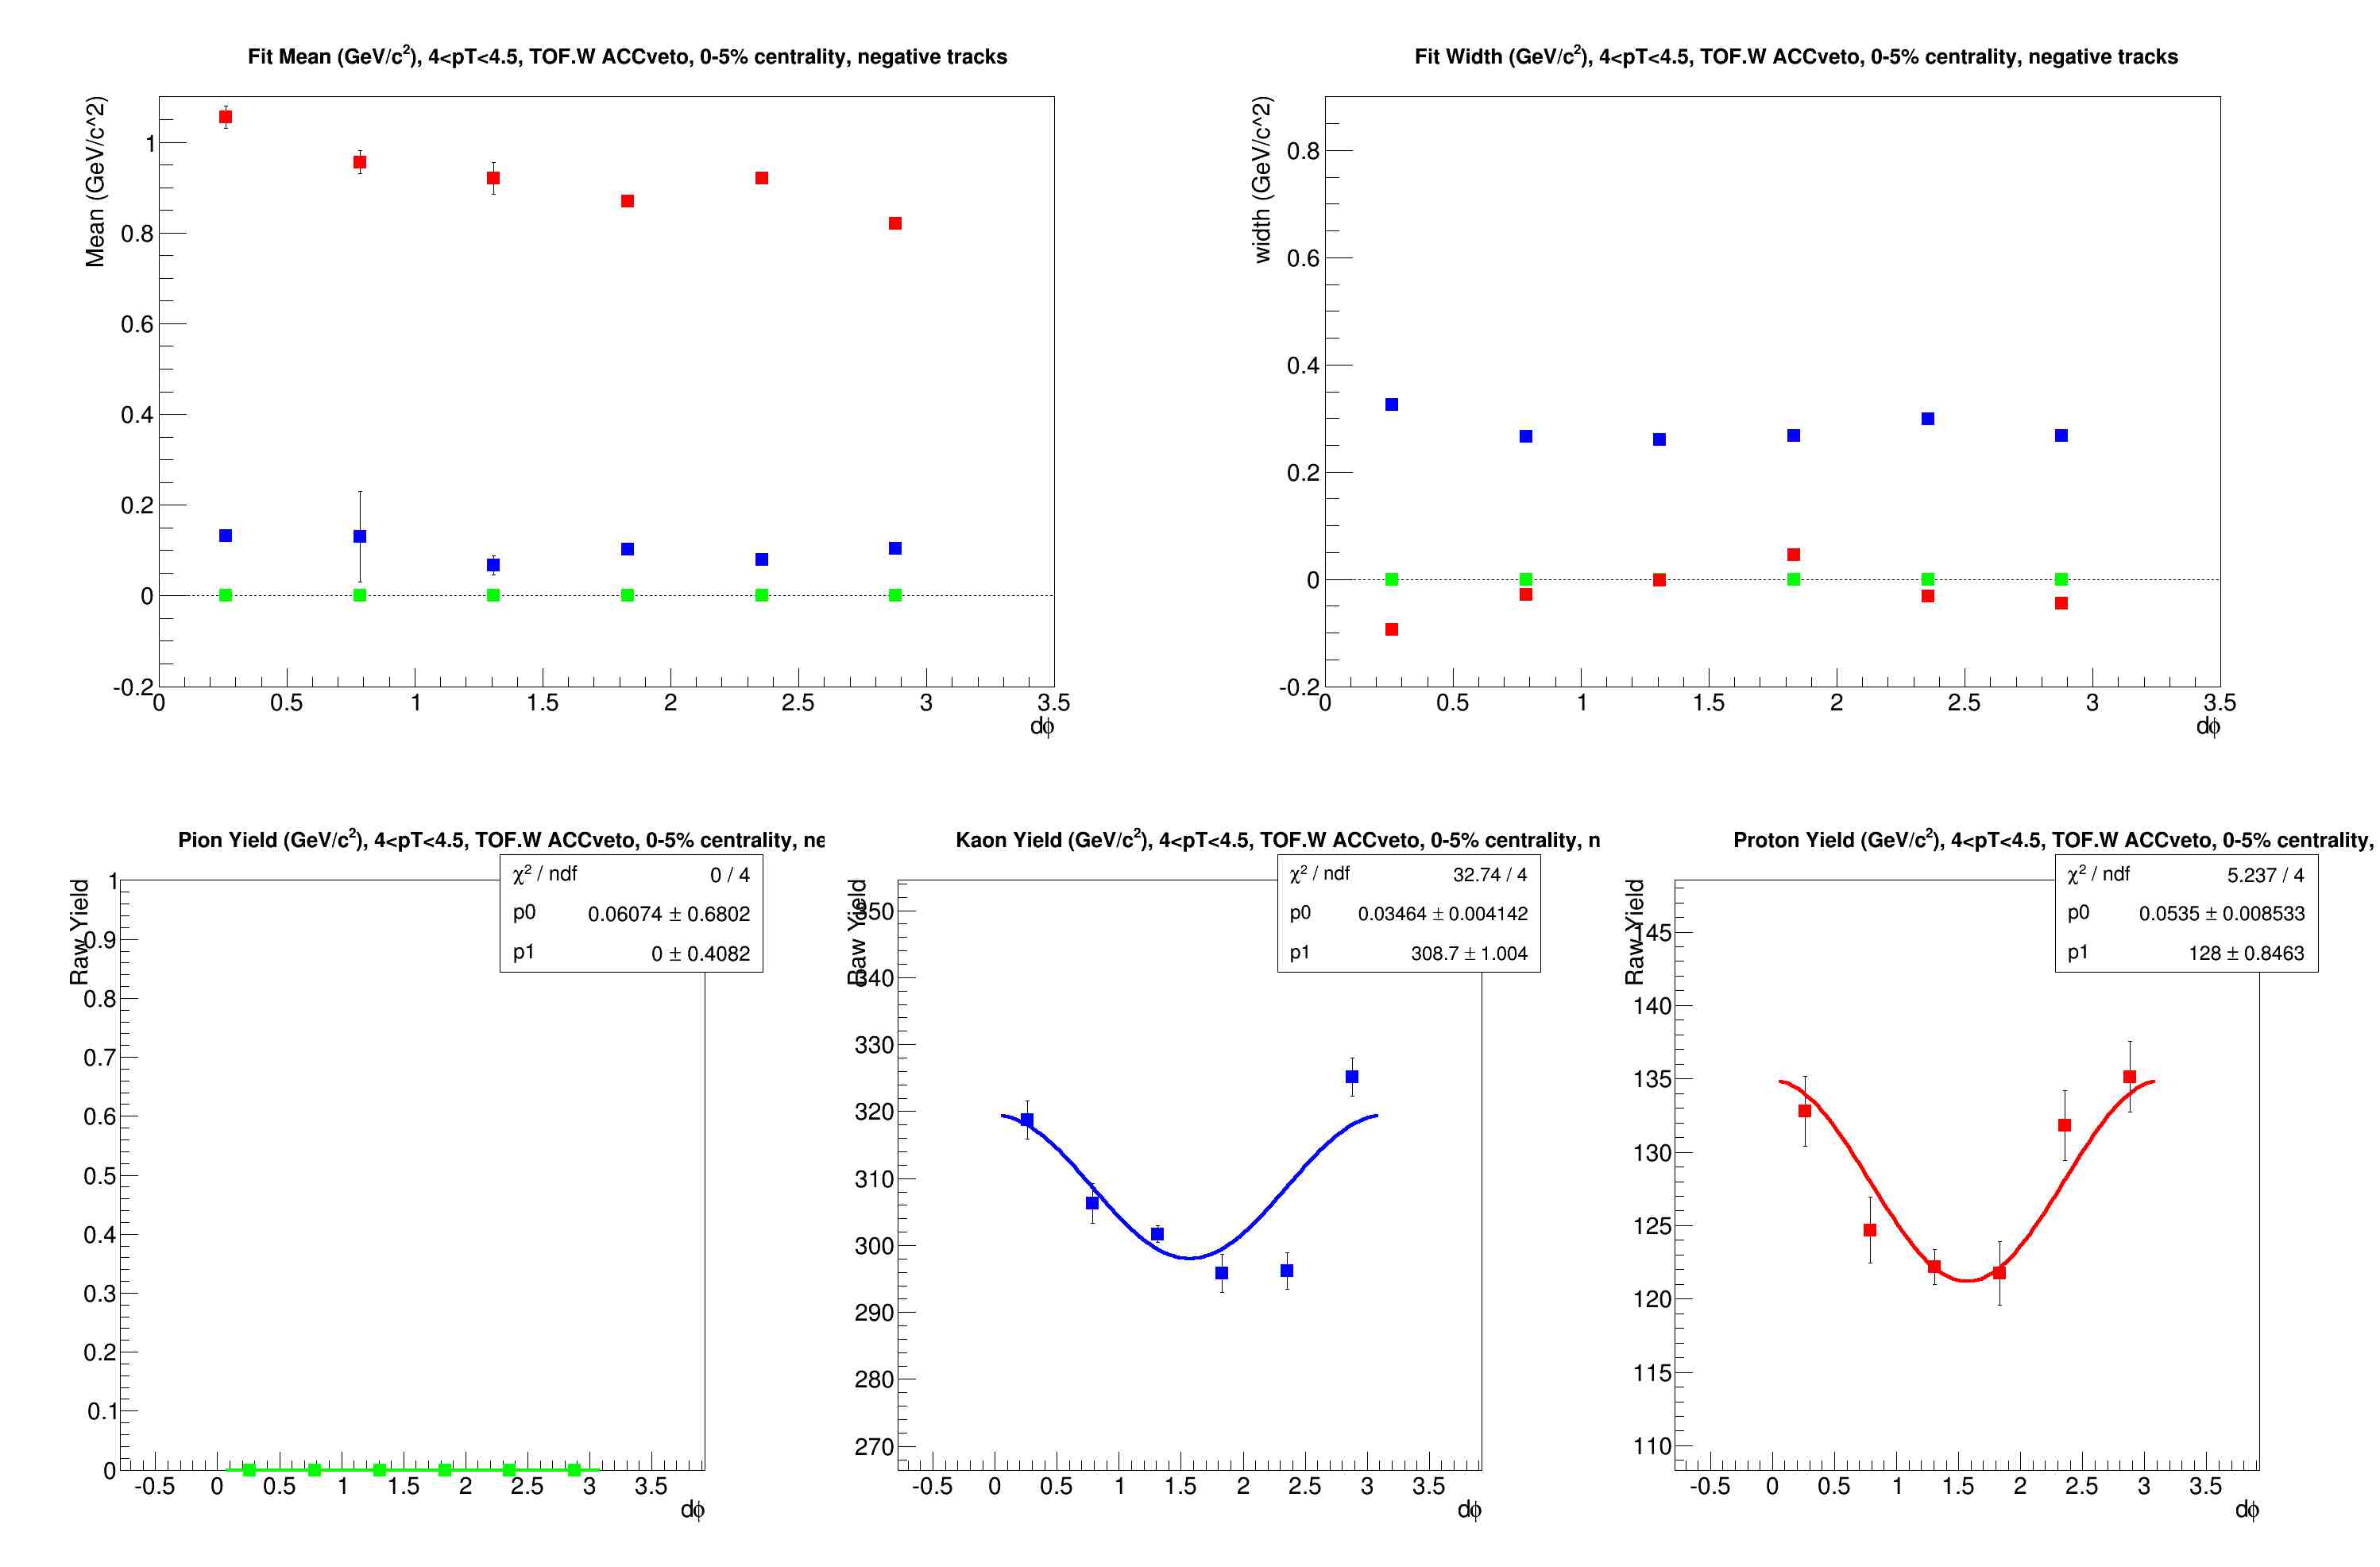 Fit Mean (GeV/c²), 4<pT<4.5, TOF.W ACCveto, 0-5% centrality, negative tracks
Mean (GeV/c^2)
1
0.8
0.6
0.4
0.2
0
-0.2
0 0.5 1 1.5 2 2.5 3 3.5
dϕ
Fit Width (GeV/c²), 4<pT<4.5, TOF.W ACCveto, 0-5% centrality, negative tracks
width (GeV/c^2)
0.8
0.6
0.4
0.2
0
-0.2
0 0.5 1 1.5 2 2.5 3 3.5
dϕ
Pion Yield (GeV/c²), 4<pT<4.5, TOF.W ACCveto, 0-5% centrality, ne
χ² / ndf 0 / 4
p0 0.06074 ± 0.6802
p1 0 ± 0.4082
Raw Yield
1
0.9
0.8
0.7
0.6
0.5
0.4
0.3
0.2
0.1
0
-0.5 0 0.5 1 1.5 2 2.5 3 3.5
dϕ
Kaon Yield (GeV/c²), 4<pT<4.5, TOF.W ACCveto, 0-5% centrality, n
χ² / ndf 32.74 / 4
p0 0.03464 ± 0.004142
p1 308.7 ± 1.004
Raw Yield
350
340
330
320
310
300
290
280
270
-0.5 0 0.5 1 1.5 2 2.5 3 3.5
dϕ
Proton Yield (GeV/c²), 4<pT<4.5, TOF.W ACCveto, 0-5% centrality,
χ² / ndf 5.237 / 4
p0 0.0535 ± 0.008533
p1 128 ± 0.8463
Raw Yield
145
140
135
130
125
120
115
110
-0.5 0 0.5 1 1.5 2 2.5 3 3.5
dϕ